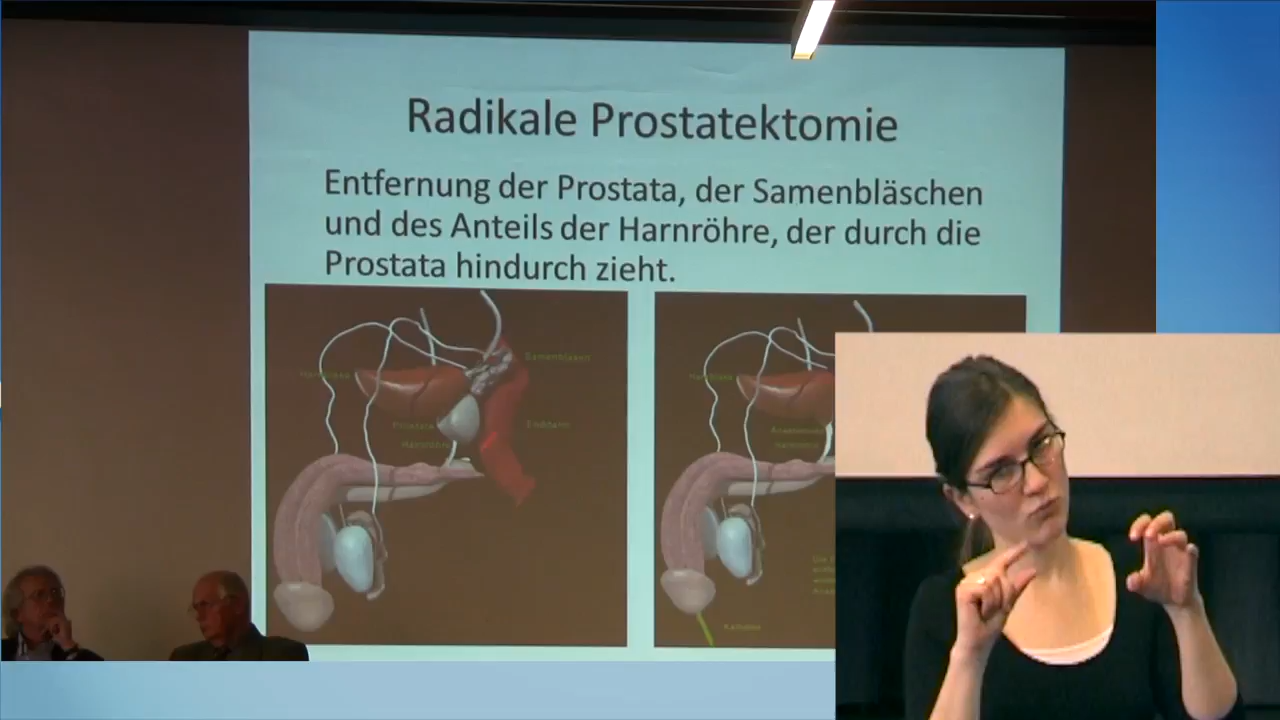 Radikale Prostatektomie
Entfernung der Prostata, der Samenbläschen
und des Anteils der Harnröhre, der durch die
Prostata hindurch zieht.
Samenblasen
Prostata
Enddarm
Harnröhre